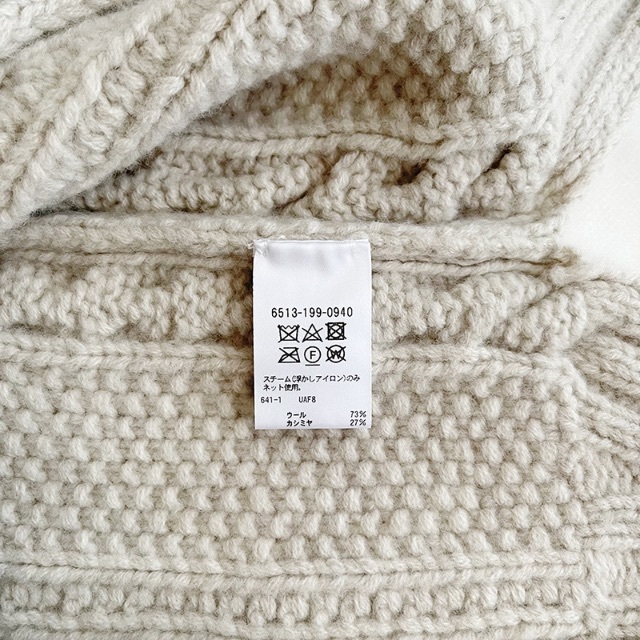 6513-199-0940
F
W
スチーム(浮かしアイロン)のみ
ネット使用。
641-1 UAF8
ウール 73%
カシミヤ 27%